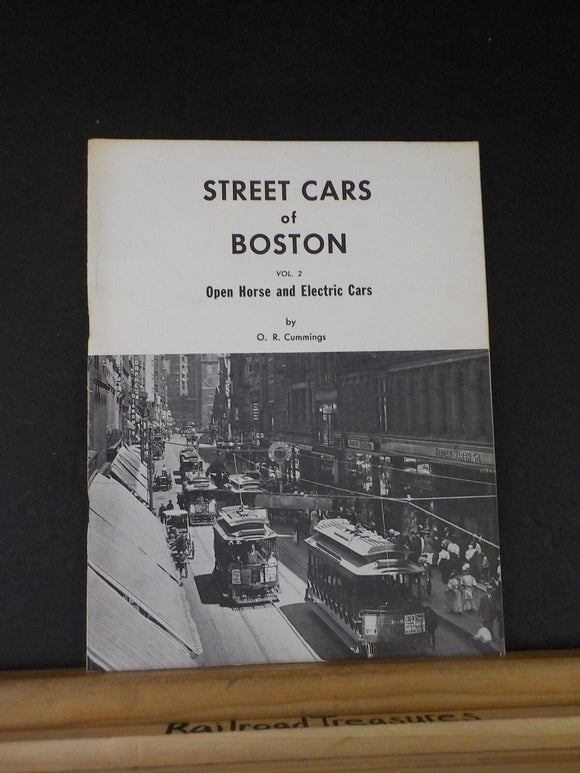 STREET CARS
of
BOSTON
VOL. 2
Open Horse and Electric Cars
by
O. R. Cummings
Railroad Treasures